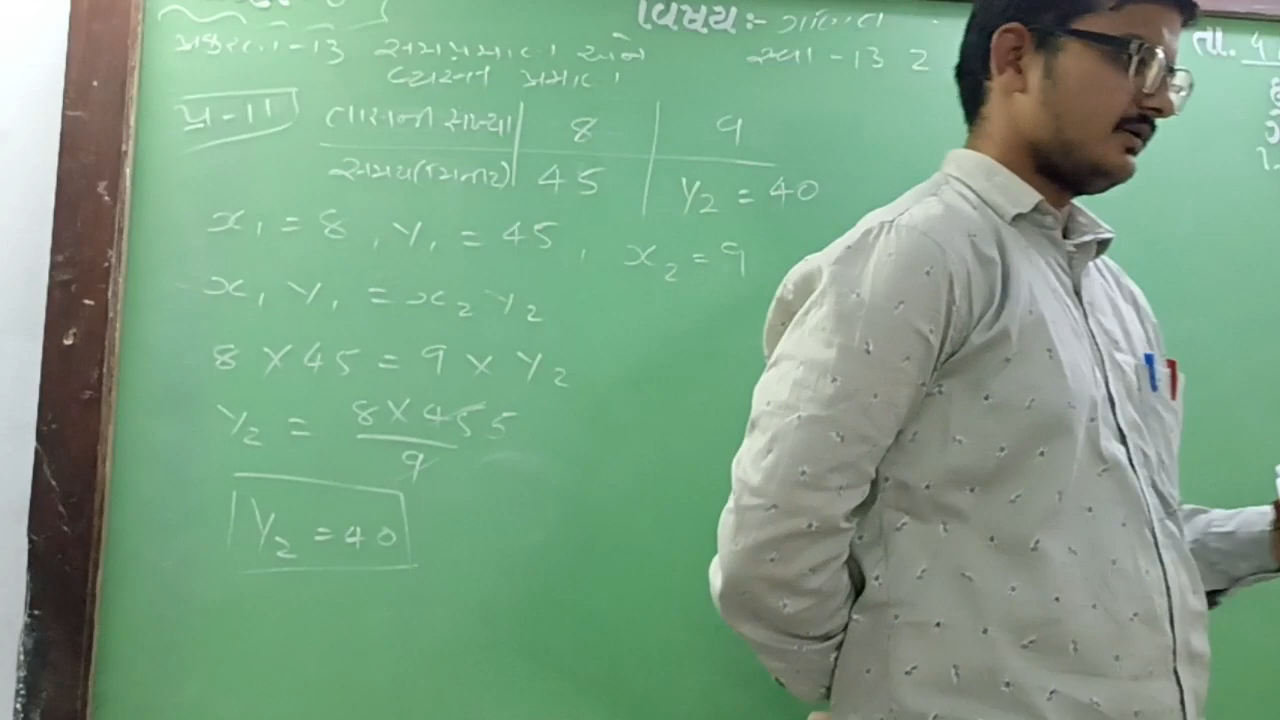 વિષય:- ગણિત
તા. ૫
પ્રકરણ-13 સમપ્રમાણ અને
વ્યસ્ત પ્રમાણ
સ્વા-13 2
પ્ર-11
તાસની સંખ્યા 8 9
સમય(મિનિટ) 45 y2 = 40
x1 = 8, y1 = 45, x2 = 9
x1 y1 = x2 y2
8 X 45 = 9 X y2
y2 = 8 X 45 5 / 9
y2 = 40